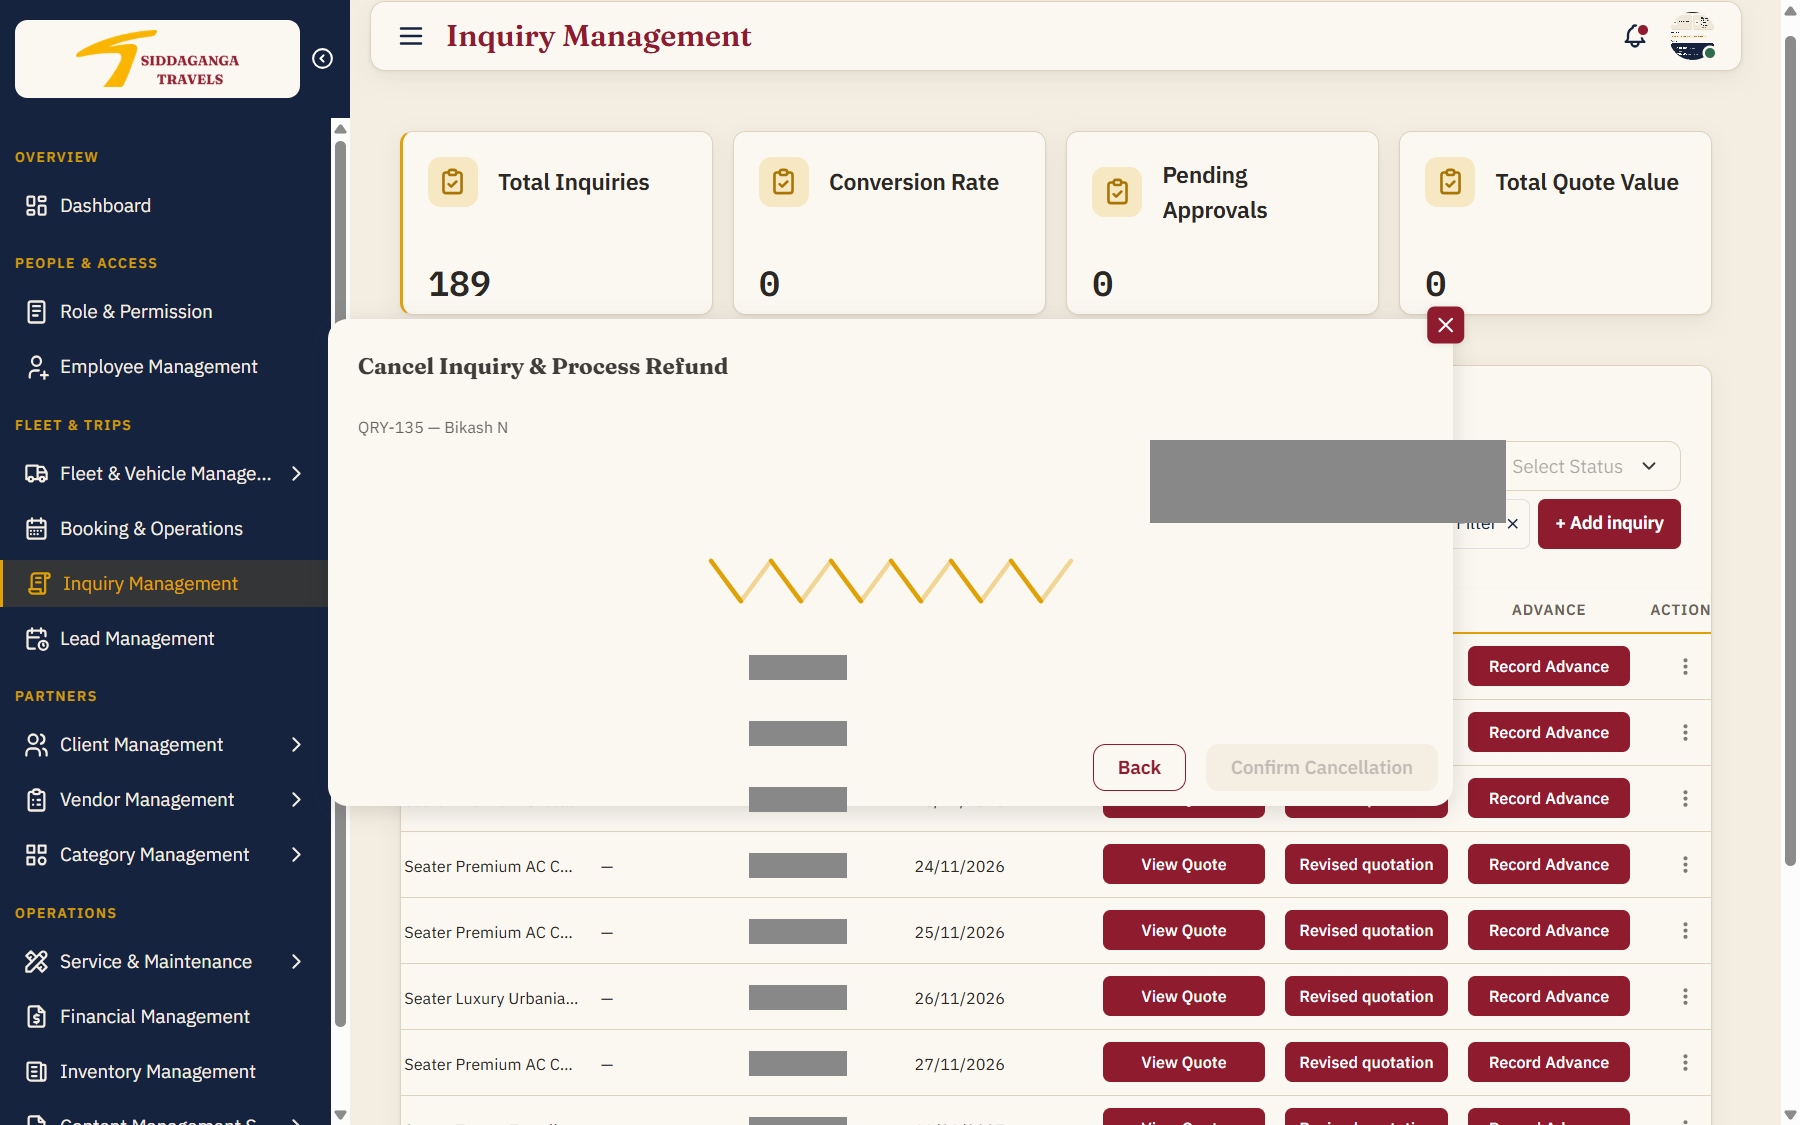 SIDDAGANGA
TRAVELS
Inquiry Management
OVERVIEW
Dashboard
PEOPLE & ACCESS
Role & Permission
Employee Management
FLEET & TRIPS
Fleet & Vehicle Manage...
Booking & Operations
Inquiry Management
Lead Management
PARTNERS
Client Management
Vendor Management
Category Management
OPERATIONS
Service & Maintenance
Financial Management
Inventory Management
Total Inquiries
189
Conversion Rate
0
Pending
Approvals
0
Total Quote Value
0
Cancel Inquiry & Process Refund
QRY-135 — Bikash N
Back
Confirm Cancellation
Select Status
Filter
+ Add inquiry
ADVANCE ACTION
Record Advance
Record Advance
Record Advance
Seater Premium AC C... — 24/11/2026 View Quote Revised quotation Record Advance
Seater Premium AC C... — 25/11/2026 View Quote Revised quotation Record Advance
Seater Luxury Urbania... — 26/11/2026 View Quote Revised quotation Record Advance
Seater Premium AC C... — 27/11/2026 View Quote Revised quotation Record Advance